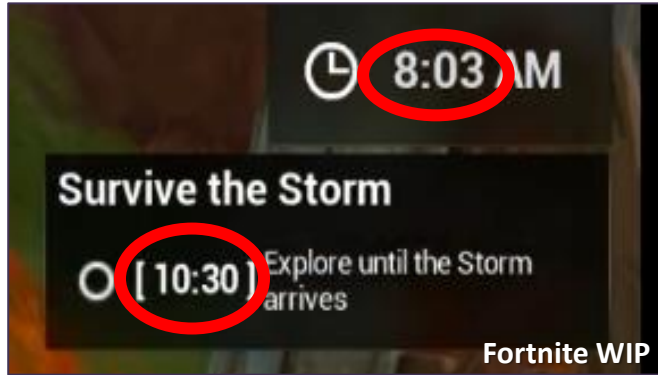 8:03 AM
Survive the Storm
[ 10:30 ] Explore until the Storm
arrives
Fortnite WIP